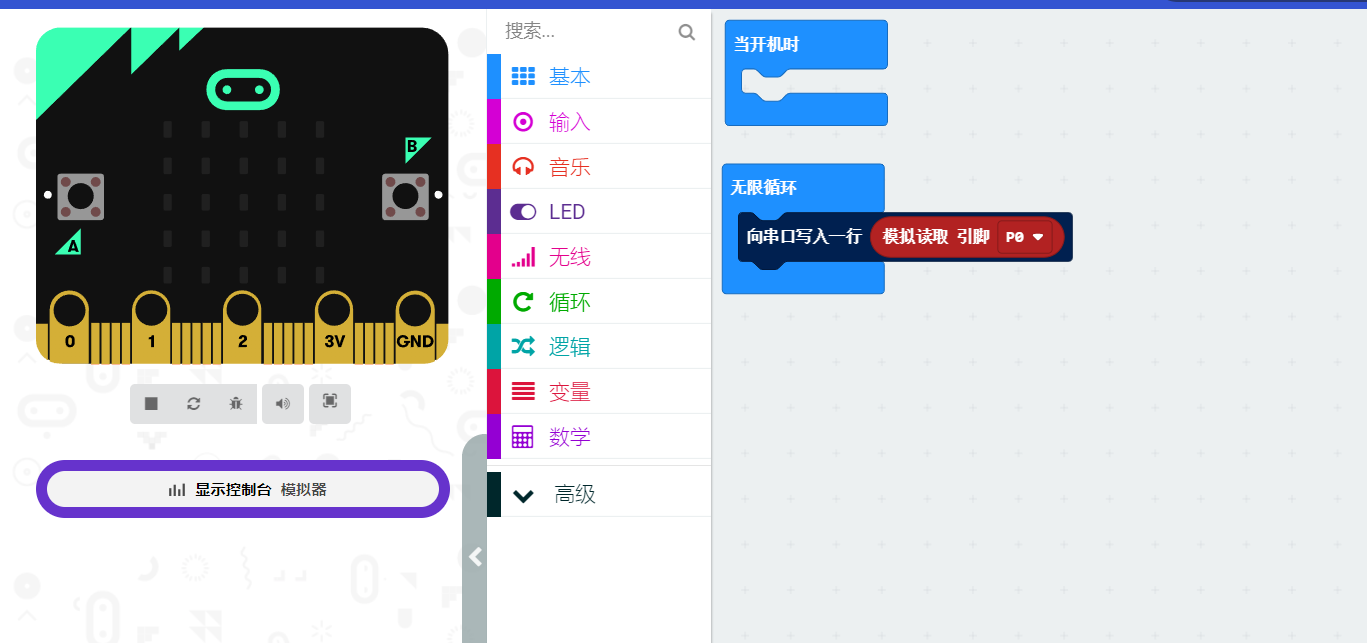 B
A
0 1 2 3V GND
显示控制台 模拟器
搜索...
基本
输入
音乐
LED
无线
循环
逻辑
变量
数学
高级
当开机时
无限循环
向串口写入一行 模拟读取 引脚 P0